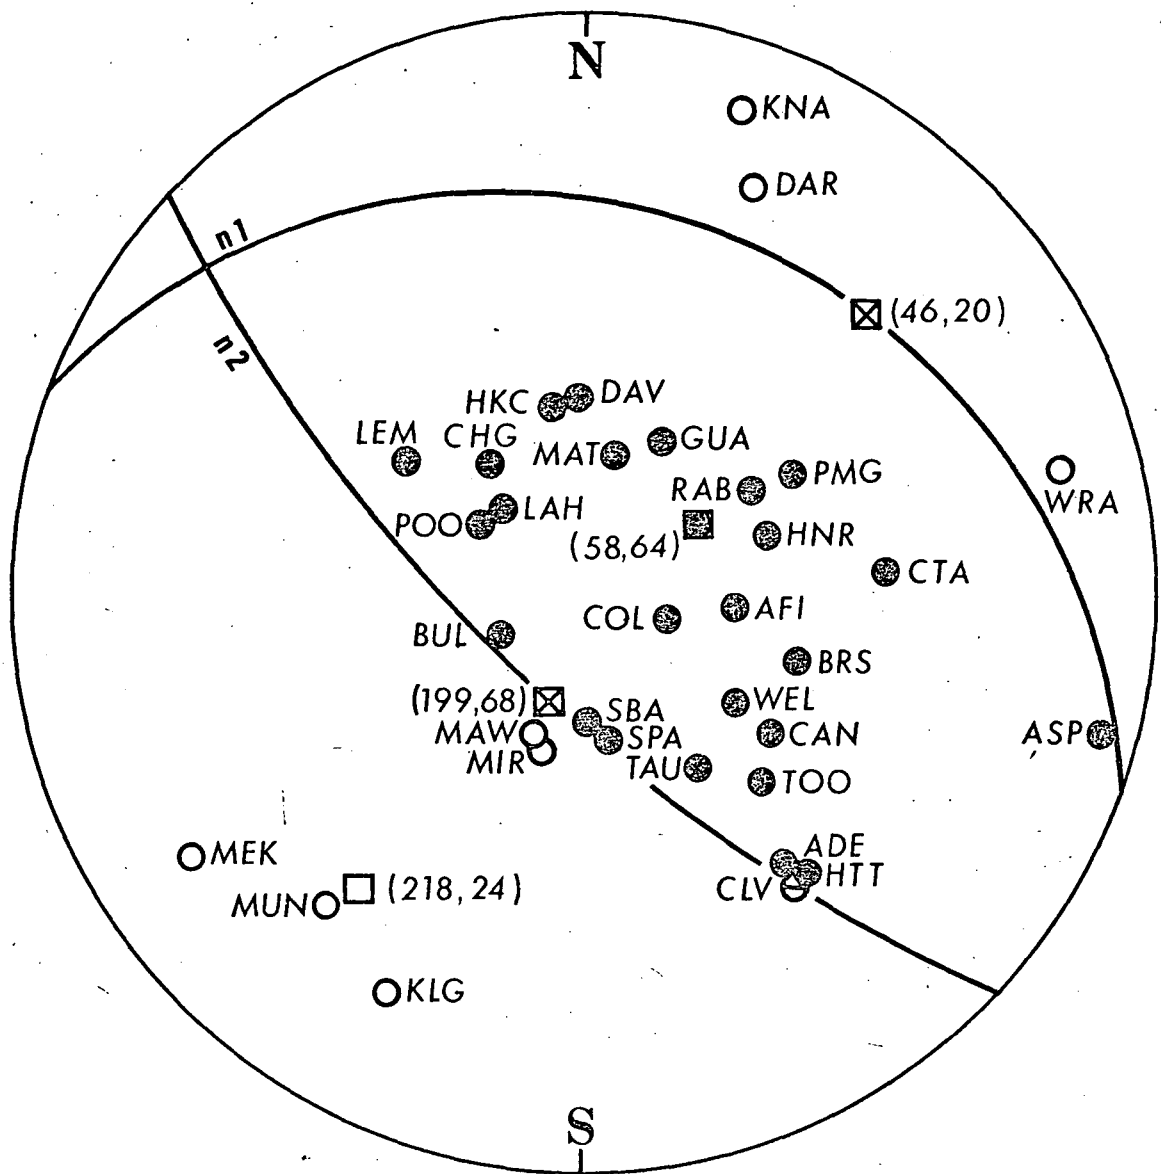 N
KNA
DAR
n1
(46,20)
n2
HKC
DAV
LEM
CHG
MAT
GUA
RAB
PMG
WRA
POO
LAH
(58,64)
HNR
CTA
COL
AFI
BUL
BRS
(199,68)
SBA
WEL
MAW
SPA
CAN
ASP
MIR
TAU
TOO
MEK
ADE
HTT
CLV
MUN
(218,24)
KLG
S